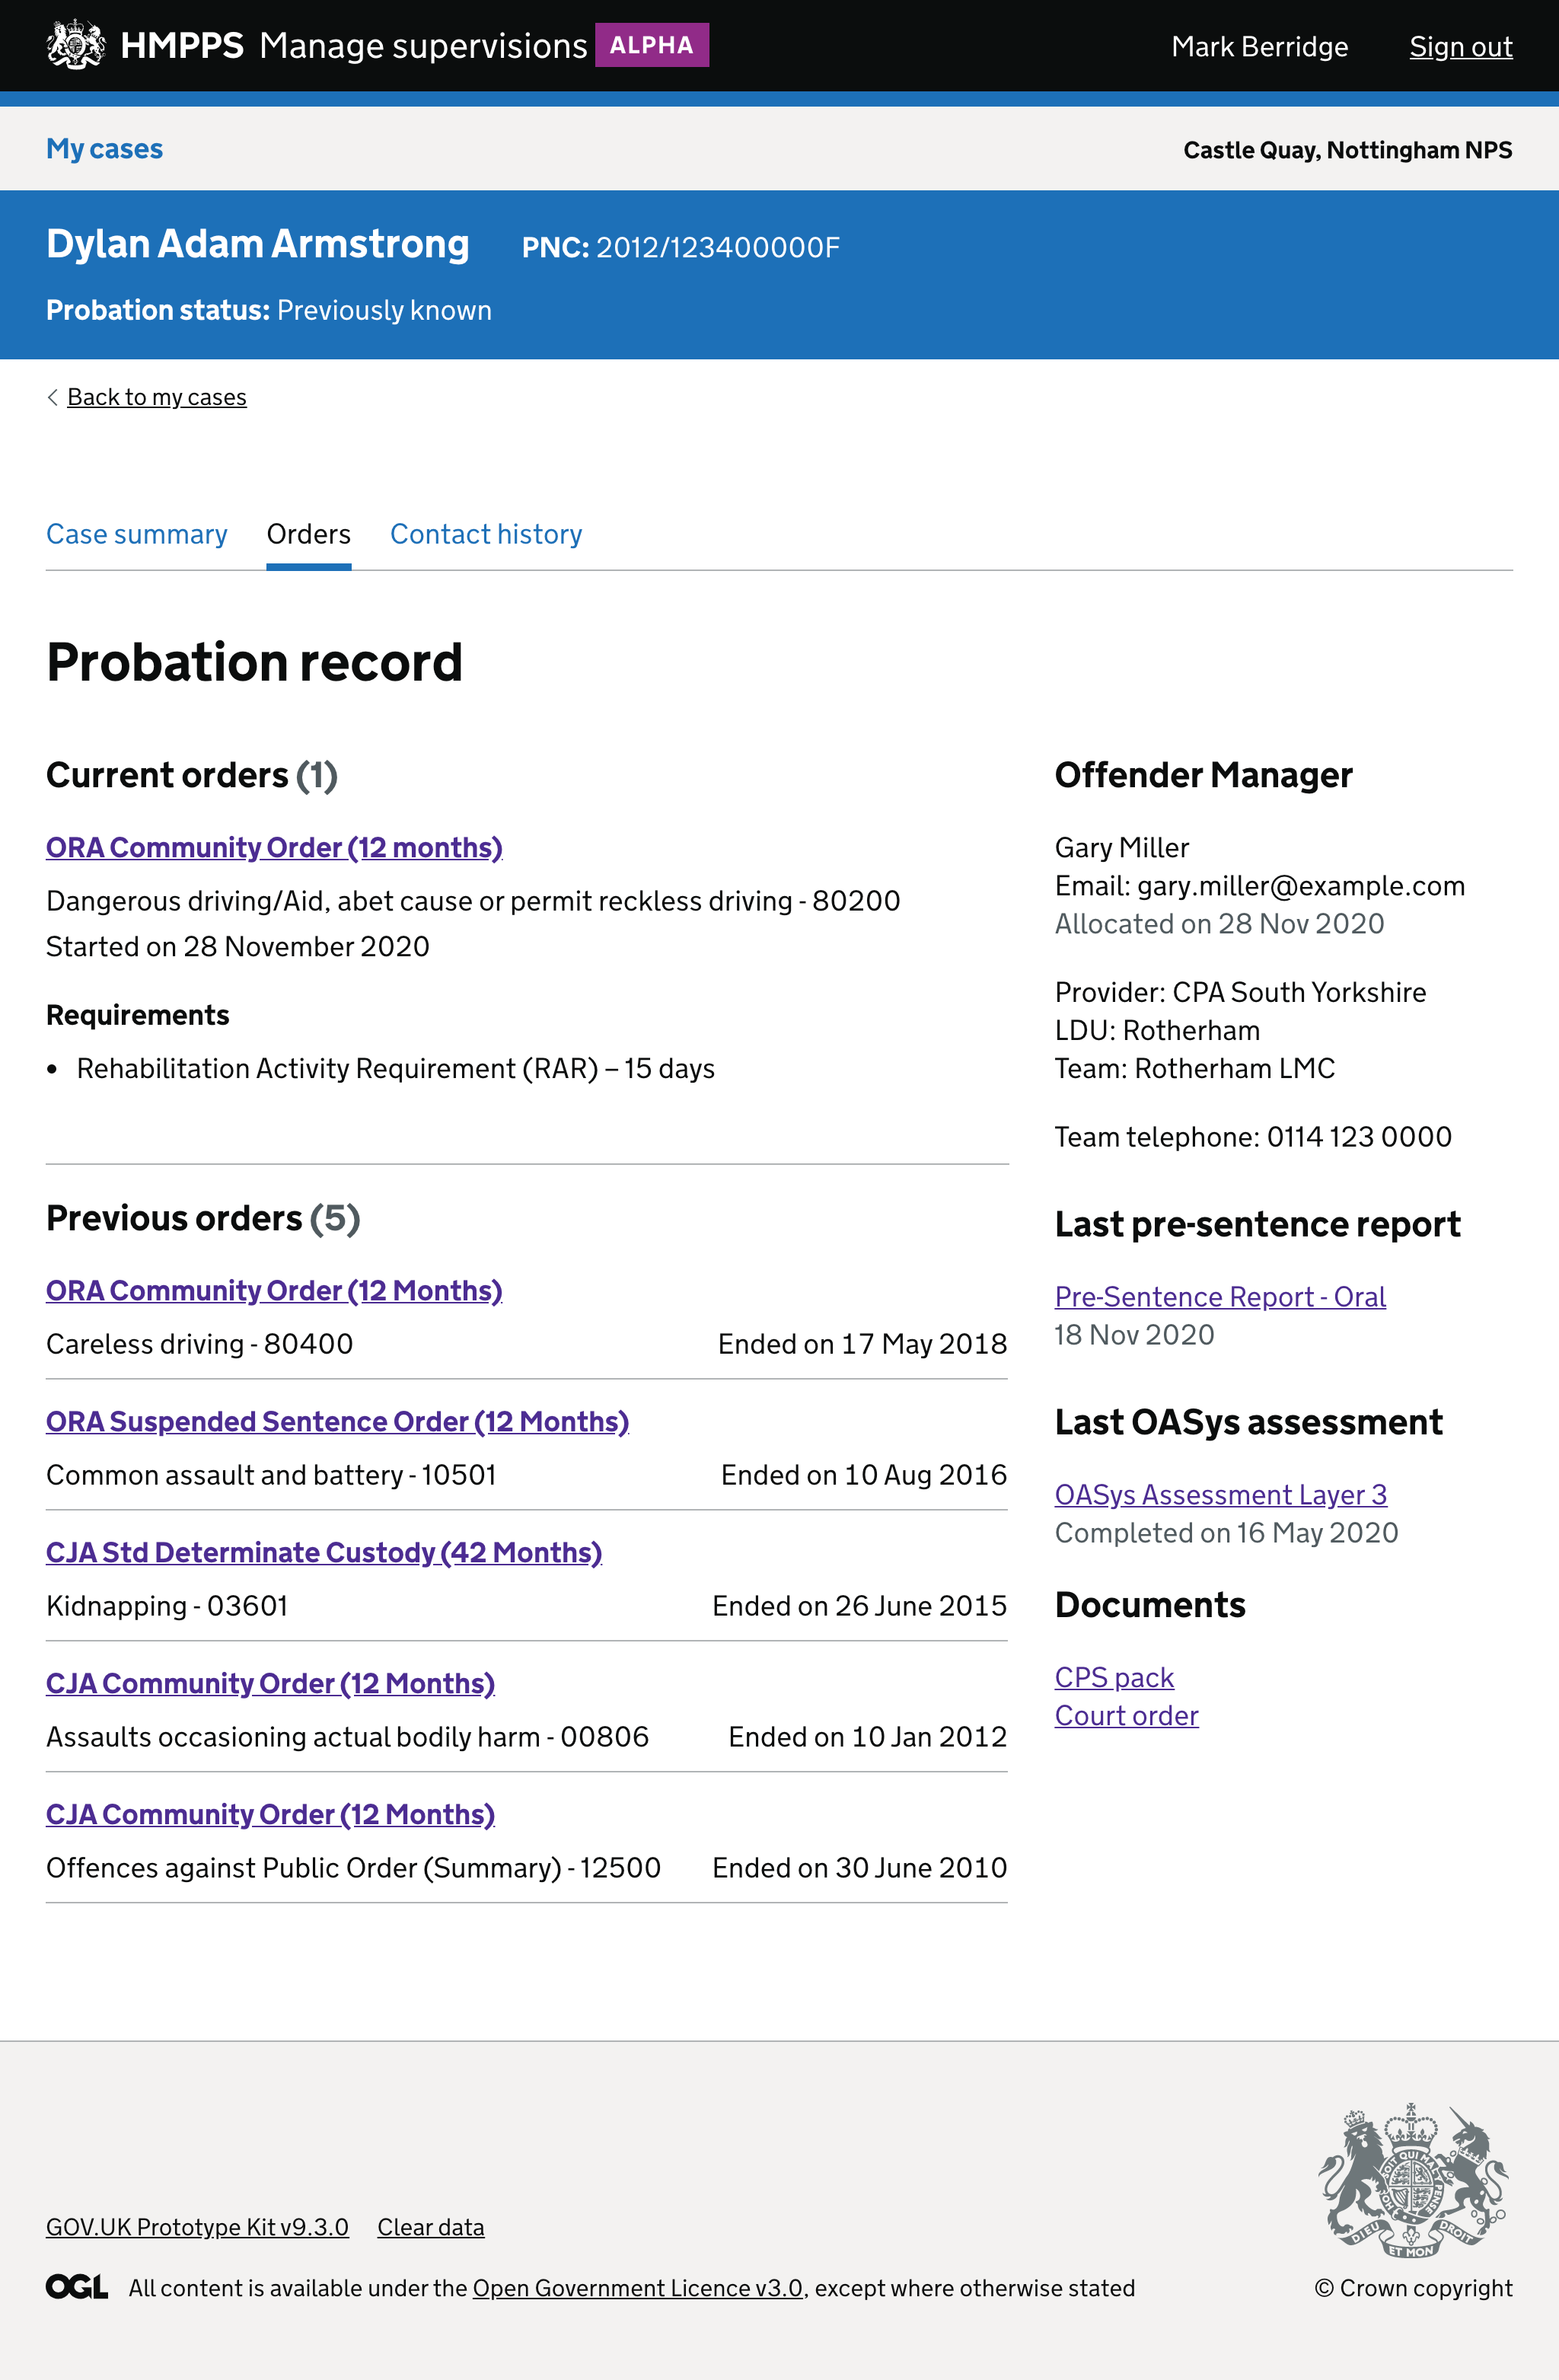 HMPPS Manage supervisions ALPHA
Mark Berridge
Sign out
My cases
Castle Quay, Nottingham NPS
Dylan Adam Armstrong
PNC: 2012/123400000F
Probation status: Previously known
Back to my cases
Case summary
Orders
Contact history
Probation record
Current orders (1)
ORA Community Order (12 months)
Dangerous driving/Aid, abet cause or permit reckless driving - 80200
Started on 28 November 2020
Requirements
• Rehabilitation Activity Requirement (RAR) – 15 days
Previous orders (5)
ORA Community Order (12 Months)
Careless driving - 80400
Ended on 17 May 2018
ORA Suspended Sentence Order (12 Months)
Common assault and battery - 10501
Ended on 10 Aug 2016
CJA Std Determinate Custody (42 Months)
Kidnapping - 03601
Ended on 26 June 2015
CJA Community Order (12 Months)
Assaults occasioning actual bodily harm - 00806
Ended on 10 Jan 2012
CJA Community Order (12 Months)
Offences against Public Order (Summary) - 12500
Ended on 30 June 2010
Offender Manager
Gary Miller
Email: gary.miller@example.com
Allocated on 28 Nov 2020
Provider: CPA South Yorkshire
LDU: Rotherham
Team: Rotherham LMC
Team telephone: 0114 123 0000
Last pre-sentence report
Pre-Sentence Report - Oral
18 Nov 2020
Last OASys assessment
OASys Assessment Layer 3
Completed on 16 May 2020
Documents
CPS pack
Court order
GOV.UK Prototype Kit v9.3.0
Clear data
OGL
All content is available under the Open Government Licence v3.0, except where otherwise stated
DIEU ET MON DROIT
© Crown copyright